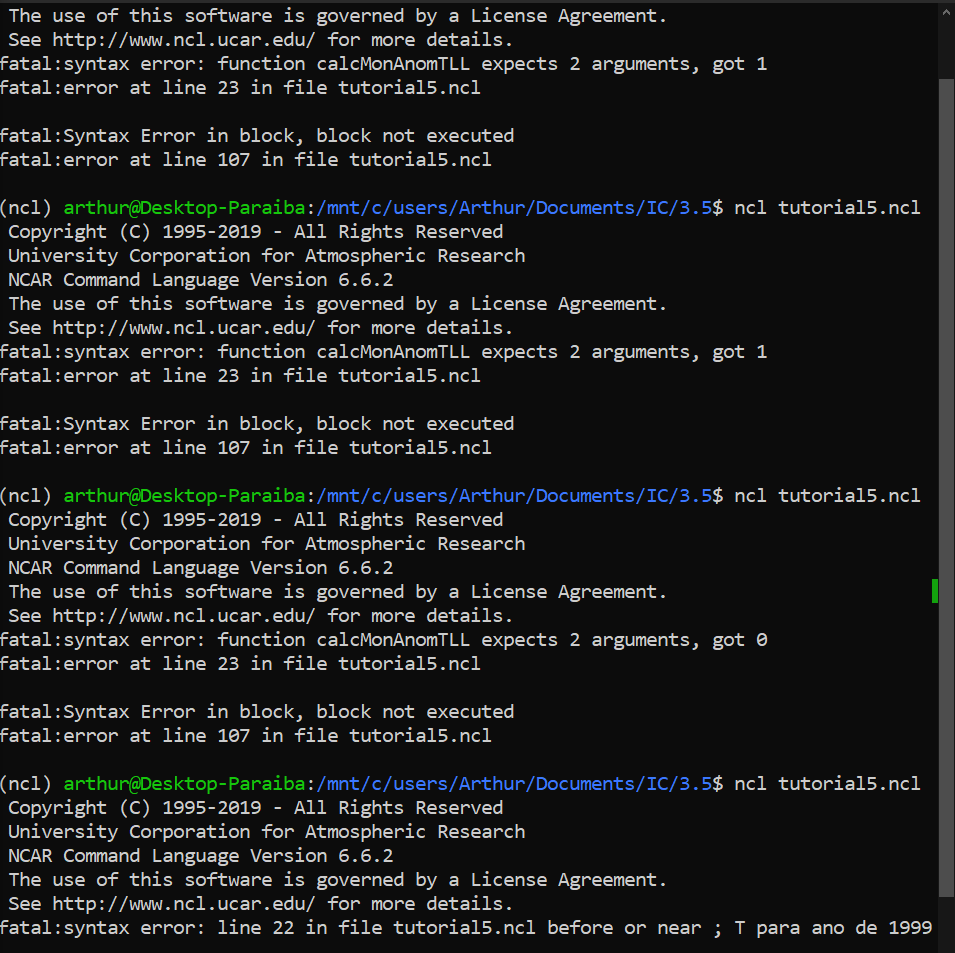 The use of this software is governed by a License Agreement.
See http://www.ncl.ucar.edu/ for more details.
fatal:syntax error: function calcMonAnomTLL expects 2 arguments, got 1
fatal:error at line 23 in file tutorial5.ncl
fatal:Syntax Error in block, block not executed
fatal:error at line 107 in file tutorial5.ncl
(ncl) arthur@Desktop-Paraiba:/mnt/c/users/Arthur/Documents/IC/3.5$ ncl tutorial5.ncl
Copyright (C) 1995-2019 - All Rights Reserved
University Corporation for Atmospheric Research
NCAR Command Language Version 6.6.2
The use of this software is governed by a License Agreement.
See http://www.ncl.ucar.edu/ for more details.
fatal:syntax error: function calcMonAnomTLL expects 2 arguments, got 1
fatal:error at line 23 in file tutorial5.ncl
fatal:Syntax Error in block, block not executed
fatal:error at line 107 in file tutorial5.ncl
(ncl) arthur@Desktop-Paraiba:/mnt/c/users/Arthur/Documents/IC/3.5$ ncl tutorial5.ncl
Copyright (C) 1995-2019 - All Rights Reserved
University Corporation for Atmospheric Research
NCAR Command Language Version 6.6.2
The use of this software is governed by a License Agreement.
See http://www.ncl.ucar.edu/ for more details.
fatal:syntax error: function calcMonAnomTLL expects 2 arguments, got 0
fatal:error at line 23 in file tutorial5.ncl
fatal:Syntax Error in block, block not executed
fatal:error at line 107 in file tutorial5.ncl
(ncl) arthur@Desktop-Paraiba:/mnt/c/users/Arthur/Documents/IC/3.5$ ncl tutorial5.ncl
Copyright (C) 1995-2019 - All Rights Reserved
University Corporation for Atmospheric Research
NCAR Command Language Version 6.6.2
The use of this software is governed by a License Agreement.
See http://www.ncl.ucar.edu/ for more details.
fatal:syntax error: line 22 in file tutorial5.ncl before or near ; T para ano de 1999